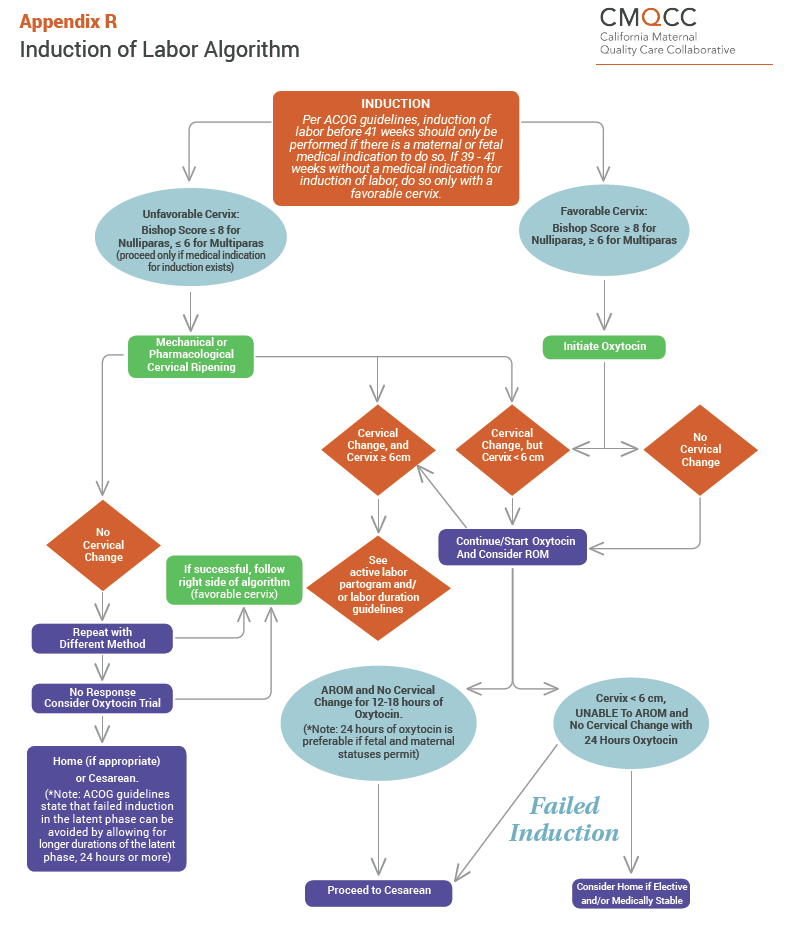 Appendix R
Induction of Labor Algorithm
CMQCC
California Maternal
Quality Care Collaborative
INDUCTION
Per ACOG guidelines, induction of
labor before 41 weeks should only be
performed if there is a maternal or fetal
medical indication to do so. If 39 - 41
weeks without a medical indication for
induction of labor, do so only with a
favorable cervix.
Unfavorable Cervix:
Bishop Score ≤ 8 for
Nulliparas, ≤ 6 for Multiparas
(proceed only if medical indication
for induction exists)
Favorable Cervix:
Bishop Score ≥ 8 for
Nulliparas, ≥ 6 for Multiparas
Mechanical or
Pharmacological
Cervical Ripening
Initiate Oxytocin
Cervical
Change, and
Cervix ≥ 6cm
Cervical
Change, but
Cervix < 6 cm
No
Cervical
Change
No
Cervical
Change
If successful, follow
right side of algorithm
(favorable cervix)
See
active labor
partogram and/
or labor duration
guidelines
Continue/Start Oxytocin
And Consider ROM
Repeat with
Different Method
No Response
Consider Oxytocin Trial
Home (if appropriate)
or Cesarean.
(*Note: ACOG guidelines
state that failed induction
in the latent phase can be
avoided by allowing for
longer durations of the latent
phase, 24 hours or more)
AROM and No Cervical
Change for 12-18 hours of
Oxytocin.
(*Note: 24 hours of oxytocin is
preferable if fetal and maternal
statuses permit)
Cervix < 6 cm,
UNABLE To AROM and
No Cervical Change with
24 Hours Oxytocin
Failed
Induction
Proceed to Cesarean
Consider Home if Elective
and/or Medically Stable